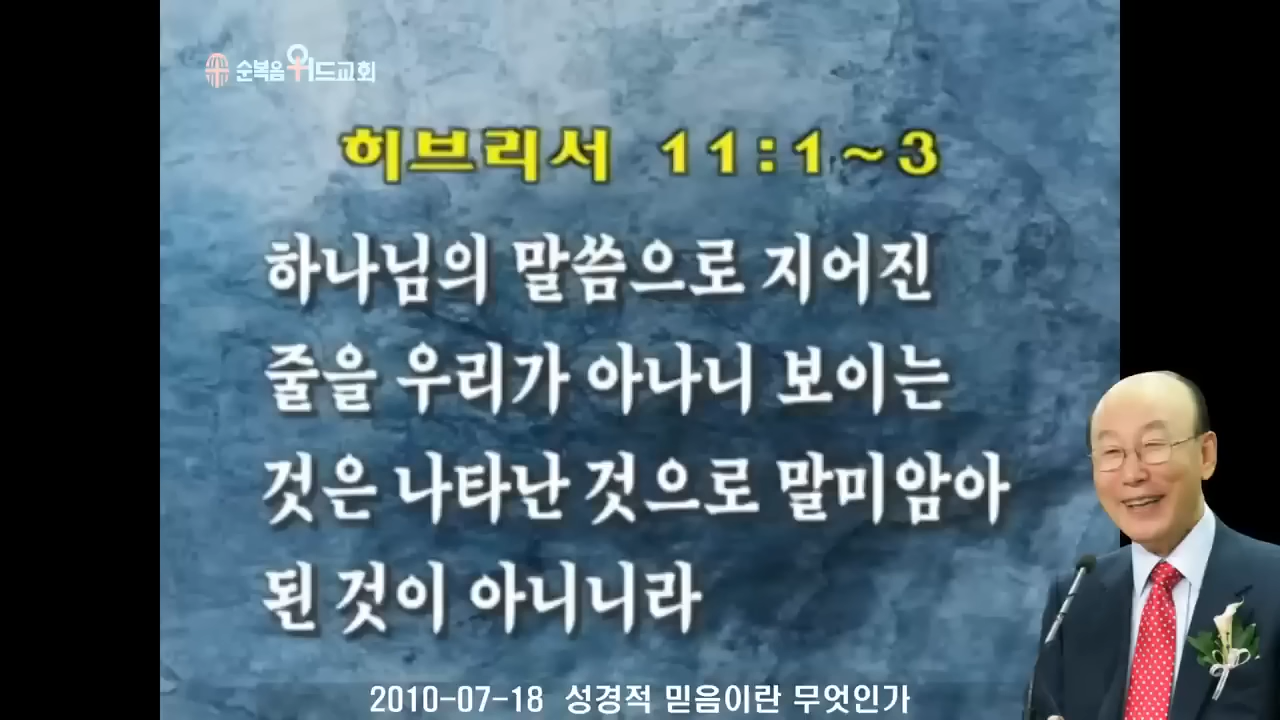 순복음위드교회
히브리서 11:1~3
하나님의 말씀으로 지어진
줄을 우리가 아나니 보이는
것은 나타난 것으로 말미암아
된 것이 아니니라
2010-07-18 성경적 믿음이란 무엇인가